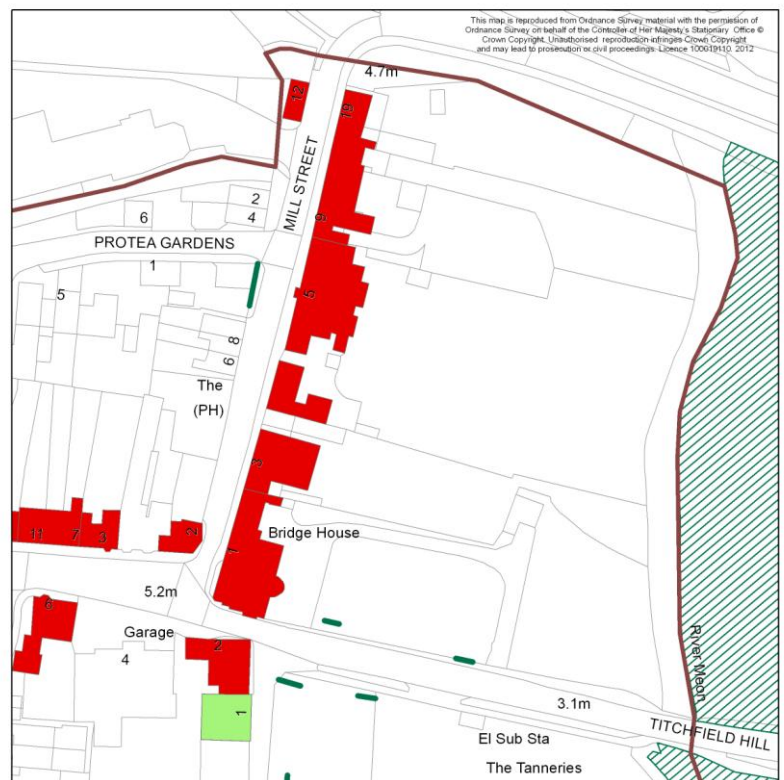 This map is reproduced from Ordnance Survey material with the permission of
Ordnance Survey on behalf of the Controller of Her Majesty's Stationary Office ©
Crown Copyright. Unauthorised reproduction infringes Crown Copyright
and may lead to prosecution or civil proceedings. Licence 100019110. 2012
4.7m
12
19
MILL STREET
2
4
6
9
PROTEA GARDENS
1
5
5
8
6
The
(PH)
3
11
7
3
2
Bridge House
1
5.2m
6
Garage
2
4
1
River Meon
3.1m
TITCHFIELD HILL
El Sub Sta
The Tanneries